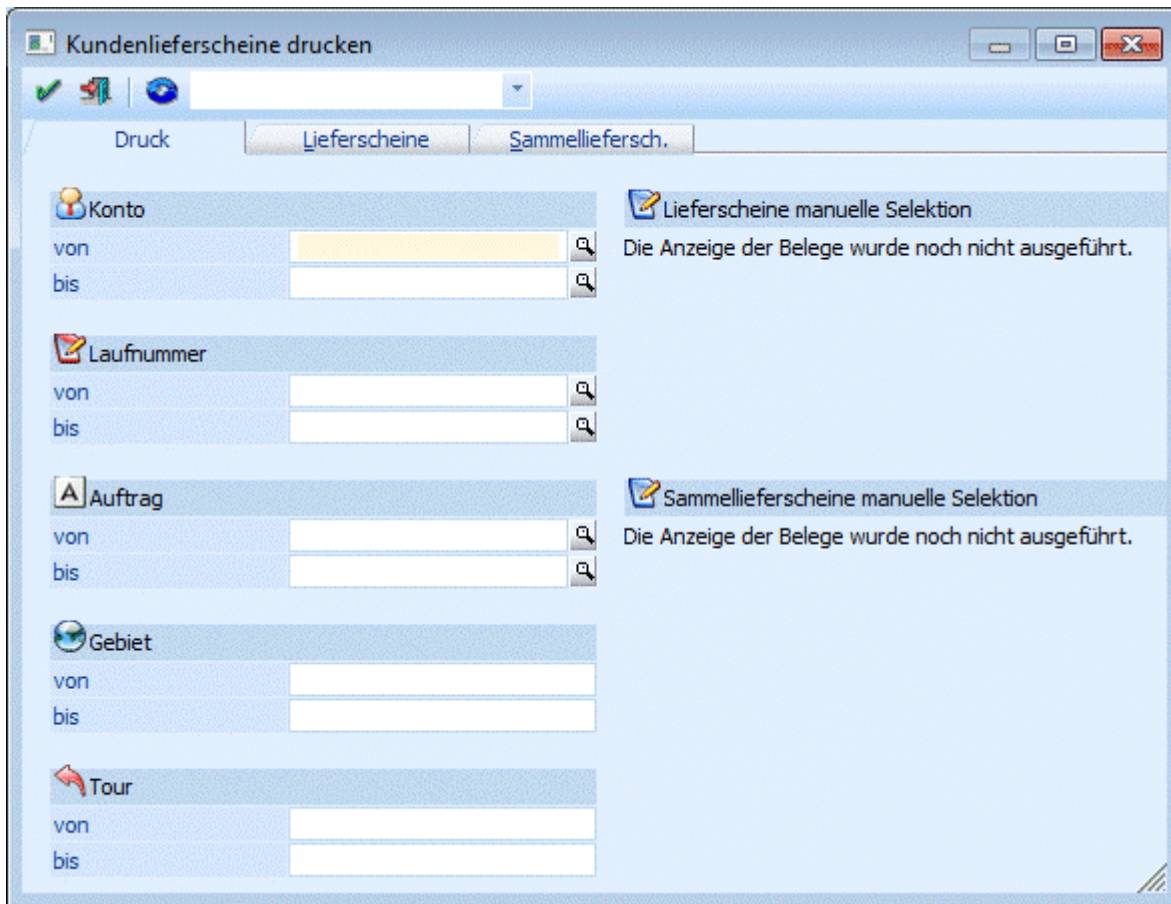 Kundenlieferscheine drucken
Druck
Lieferscheine
Sammelliefersch.
Konto
von
bis
Laufnummer
von
bis
A Auftrag
von
bis
Gebiet
von
bis
Tour
von
bis
Lieferscheine manuelle Selektion
Die Anzeige der Belege wurde noch nicht ausgeführt.
Sammellieferscheine manuelle Selektion
Die Anzeige der Belege wurde noch nicht ausgeführt.